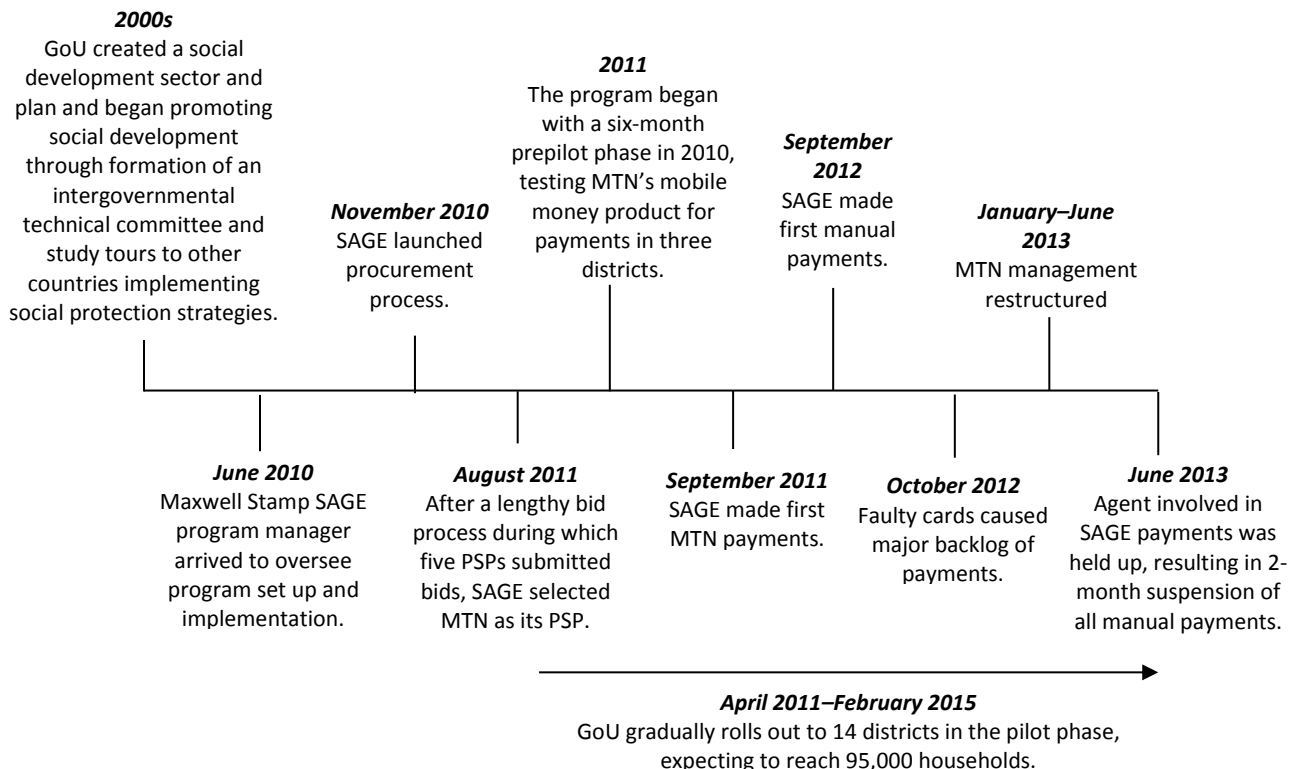 2000s
GoU created a social
development sector and
plan and began promoting
social development
through formation of an
intergovernmental
technical committee and
study tours to other
countries implementing
social protection strategies.
November 2010
SAGE launched
procurement
process.
2011
The program began
with a six-month
prepilot phase in 2010,
testing MTN’s mobile
money product for
payments in three
districts.
September
2012
SAGE made
first manual
payments.
January–June
2013
MTN management
restructured
June 2010
Maxwell Stamp SAGE
program manager
arrived to oversee
program set up and
implementation.
August 2011
After a lengthy bid
process during which
five PSPs submitted
bids, SAGE selected
MTN as its PSP.
September 2011
SAGE made first
MTN payments.
October 2012
Faulty cards caused
major backlog of
payments.
June 2013
Agent involved in
SAGE payments was
held up, resulting in 2-
month suspension of
all manual payments.
April 2011–February 2015
GoU gradually rolls out to 14 districts in the pilot phase,
expecting to reach 95,000 households.